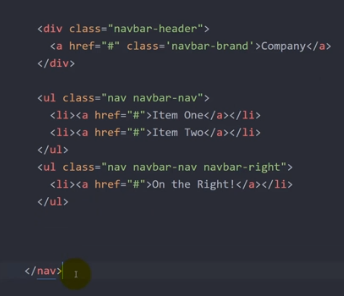 <div class="navbar-header">
<a href="#" class='navbar-brand'>Company</a>
</div>
<ul class="nav navbar-nav">
<li><a href="#">Item One</a></li>
<li><a href="#">Item Two</a></li>
</ul>
<ul class="nav navbar-nav navbar-right">
<li><a href="#">On the Right!</a></li>
</ul>
</nav>